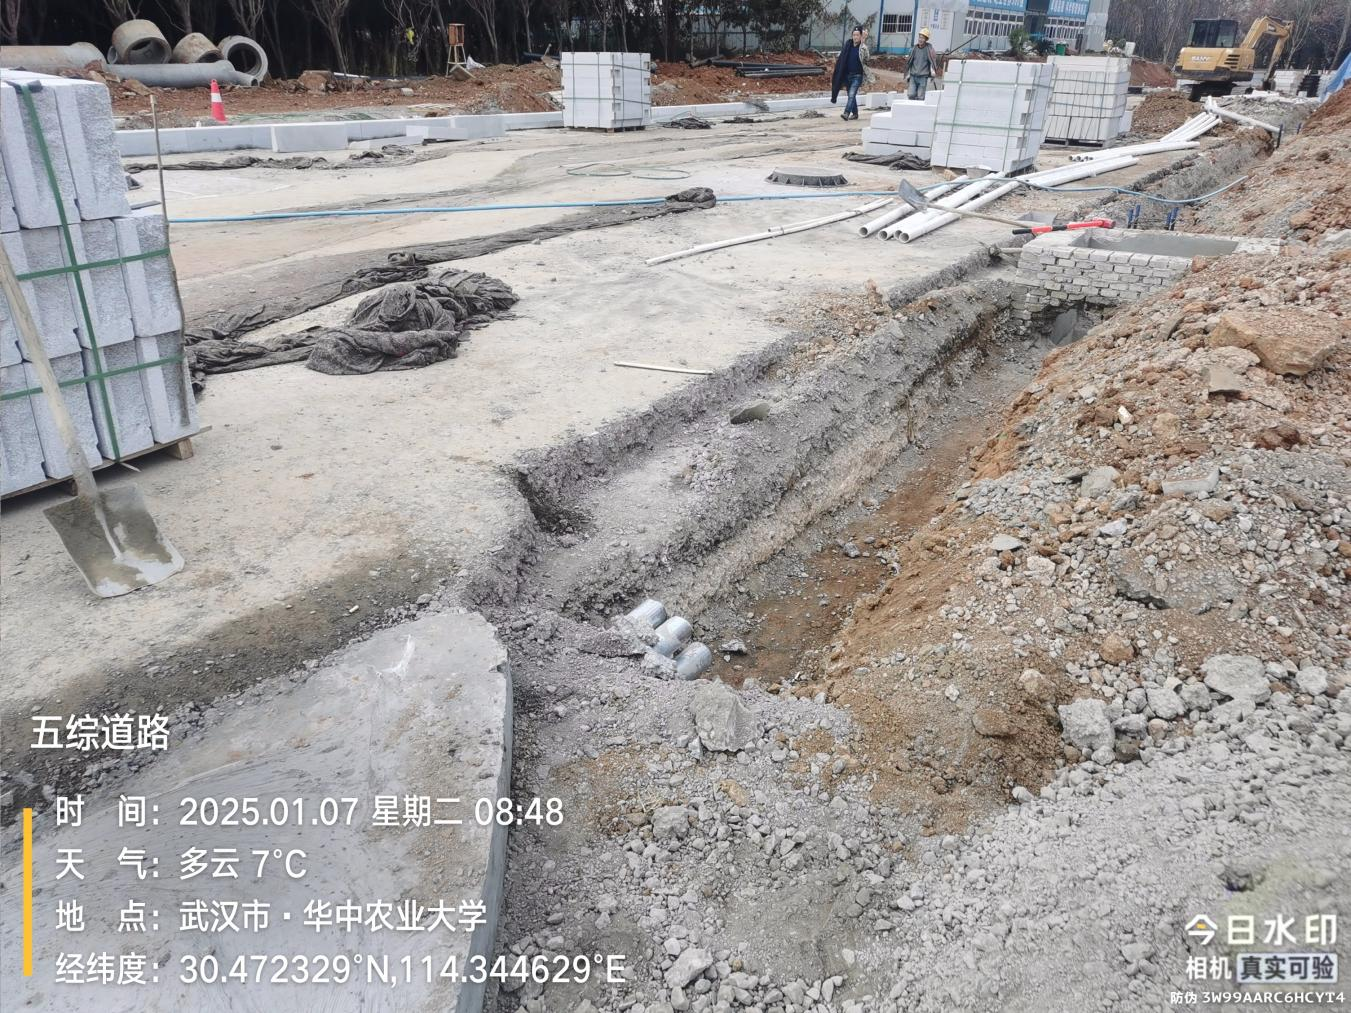 五综道路
时 间：2025.01.07 星期二 08:48
天 气：多云 7°C
地 点：武汉市·华中农业大学
经纬度：30.472329°N,114.344629°E
今日水印
相机 真实可验
防伪 3W99AARC6HCYT4